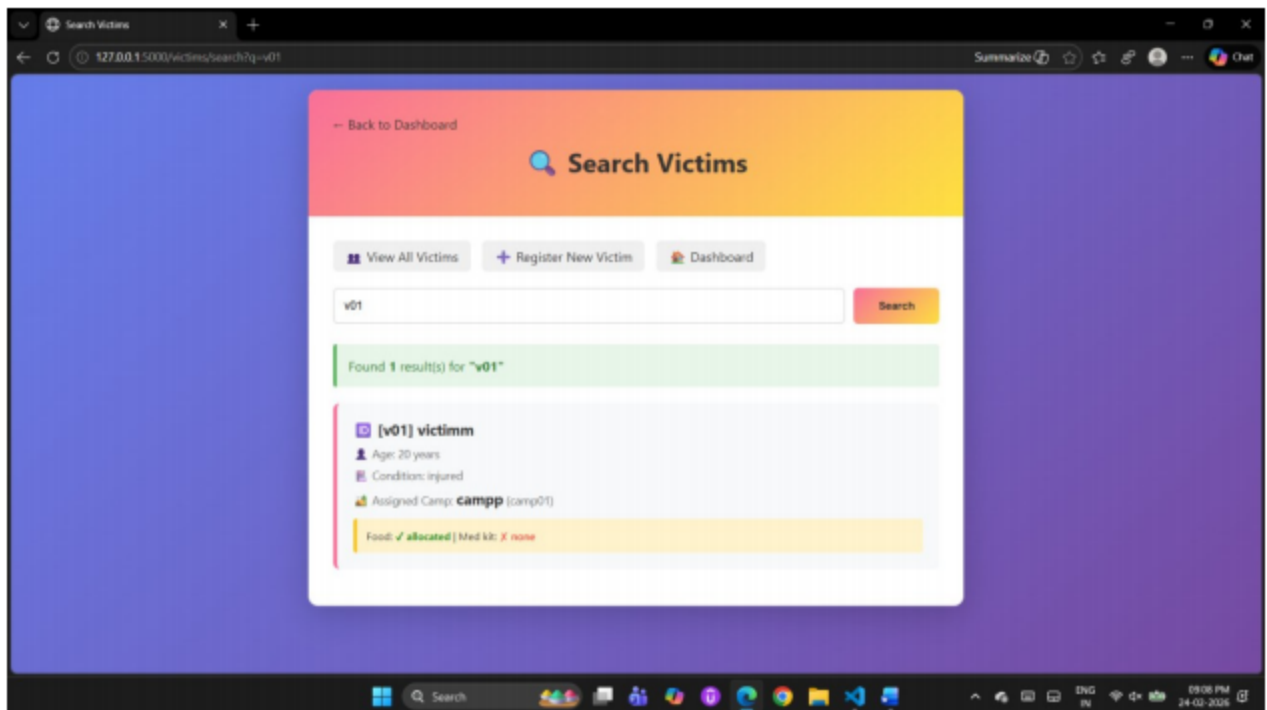 Search Victims
127.0.0.1:5000/victims/search?q=v01
Summarize
Chat
← Back to Dashboard
Search Victims
View All Victims
Register New Victim
Dashboard
v01
Search
Found 1 result(s) for "v01"
[v01] victimm
Age: 20 years
Condition: injured
Assigned Camp: campp (camp01)
Food: ✓ allocated | Med kit: ✗ none
Search
ENG
IN
09:08 PM
24-02-2026